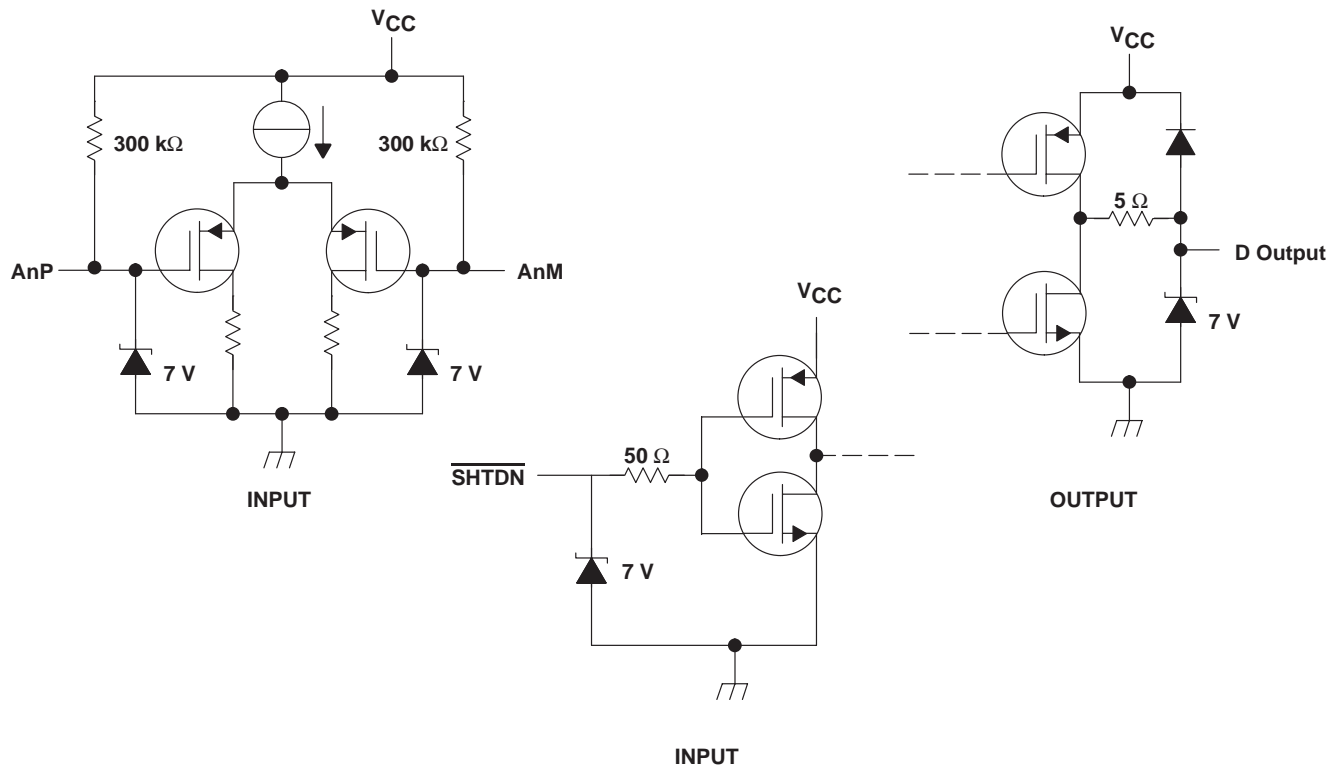 VCC
300 kΩ
300 kΩ
AnP
AnM
7 V
7 V
INPUT
VCC
50 Ω
SHTDN
7 V
INPUT
VCC
5 Ω
D Output
7 V
OUTPUT